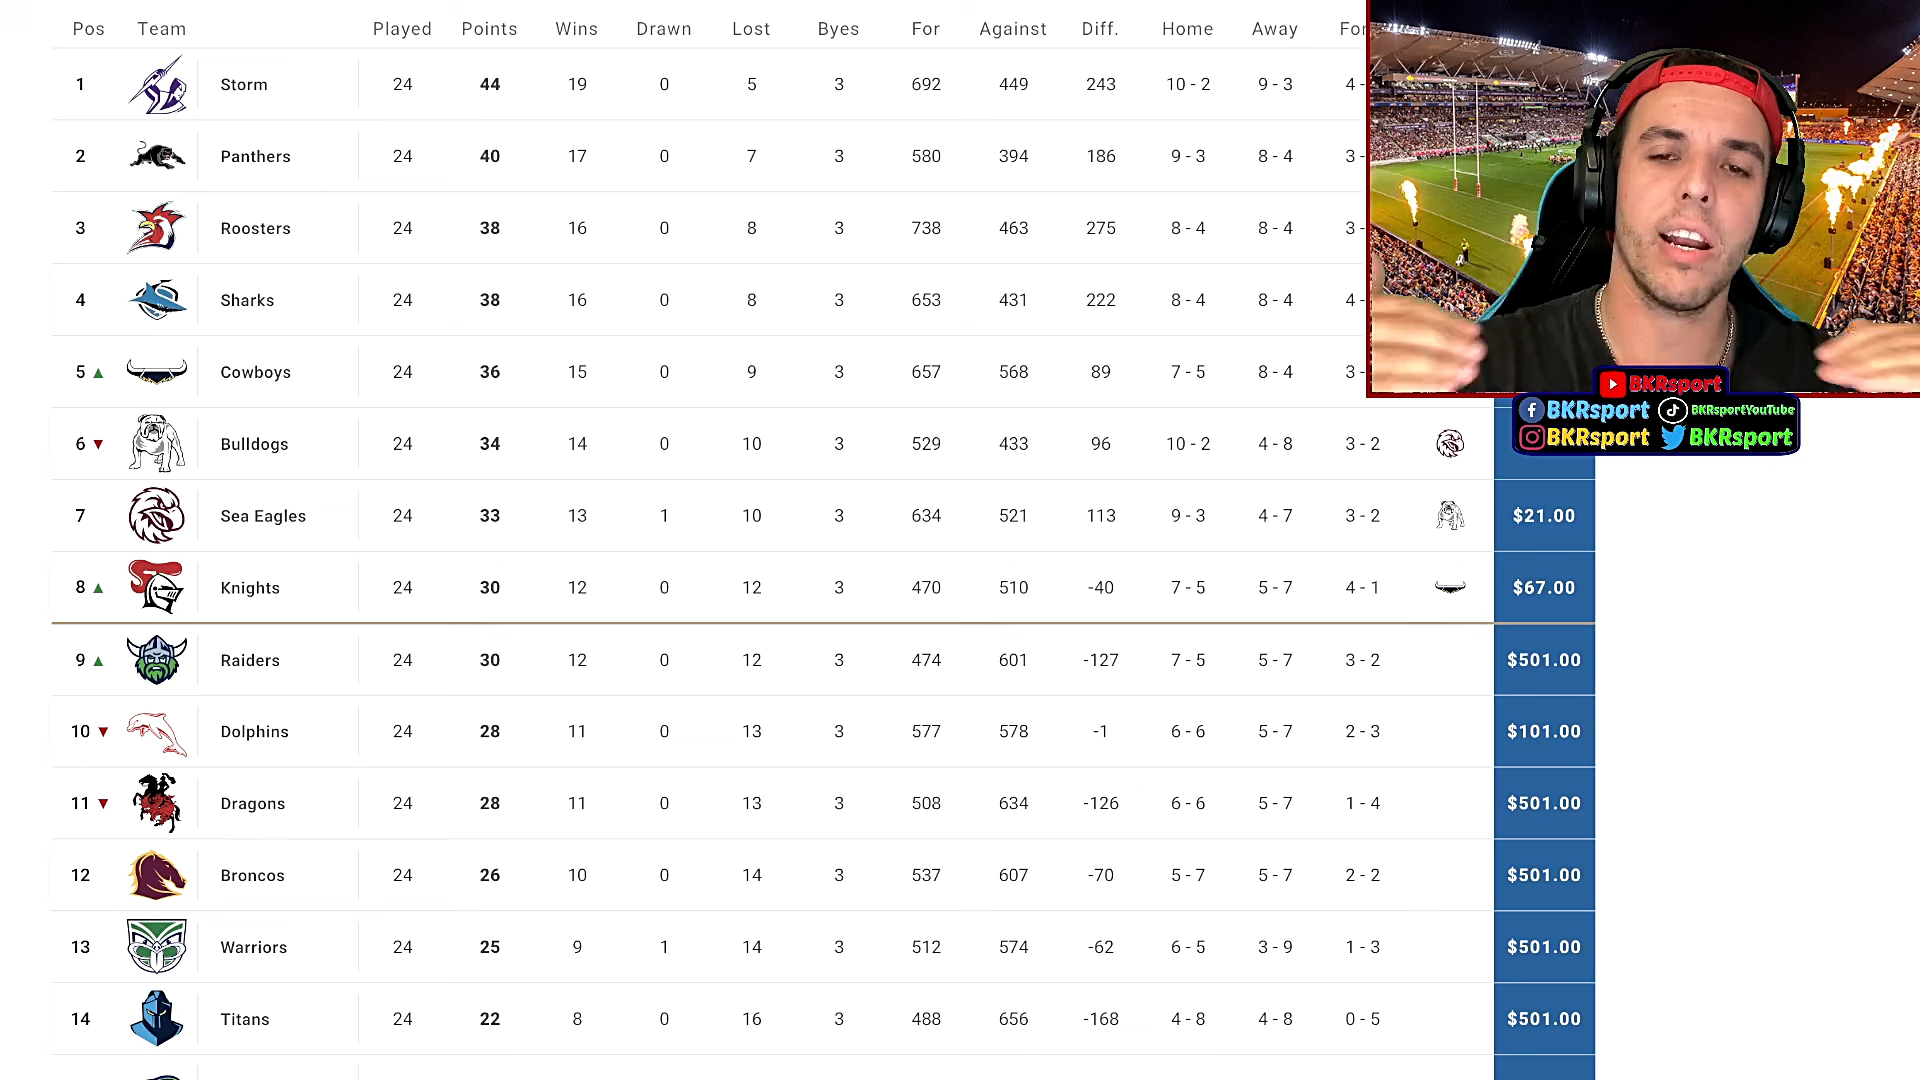 Pos Team Played Points Wins Drawn Lost Byes For Against Diff. Home Away For
1 Storm 24 44 19 0 5 3 692 449 243 10 - 2 9 - 3 4 -
2 Panthers 24 40 17 0 7 3 580 394 186 9 - 3 8 - 4 3 -
3 Roosters 24 38 16 0 8 3 738 463 275 8 - 4 8 - 4 3 -
4 Sharks 24 38 16 0 8 3 653 431 222 8 - 4 8 - 4 4 -
5 Cowboys 24 36 15 0 9 3 657 568 89 7 - 5 8 - 4 3 -
BKRsport
BKRsport BKRsportYouTube
BKRsport BKRsport
6 Bulldogs 24 34 14 0 10 3 529 433 96 10 - 2 4 - 8 3 - 2
7 Sea Eagles 24 33 13 1 10 3 634 521 113 9 - 3 4 - 7 3 - 2 $21.00
8 Knights 24 30 12 0 12 3 470 510 -40 7 - 5 5 - 7 4 - 1 $67.00
9 Raiders 24 30 12 0 12 3 474 601 -127 7 - 5 5 - 7 3 - 2 $501.00
10 Dolphins 24 28 11 0 13 3 577 578 -1 6 - 6 5 - 7 2 - 3 $101.00
11 Dragons 24 28 11 0 13 3 508 634 -126 6 - 6 5 - 7 1 - 4 $501.00
12 Broncos 24 26 10 0 14 3 537 607 -70 5 - 7 5 - 7 2 - 2 $501.00
13 Warriors 24 25 9 1 14 3 512 574 -62 6 - 5 3 - 9 1 - 3 $501.00
14 Titans 24 22 8 0 16 3 488 656 -168 4 - 8 4 - 8 0 - 5 $501.00